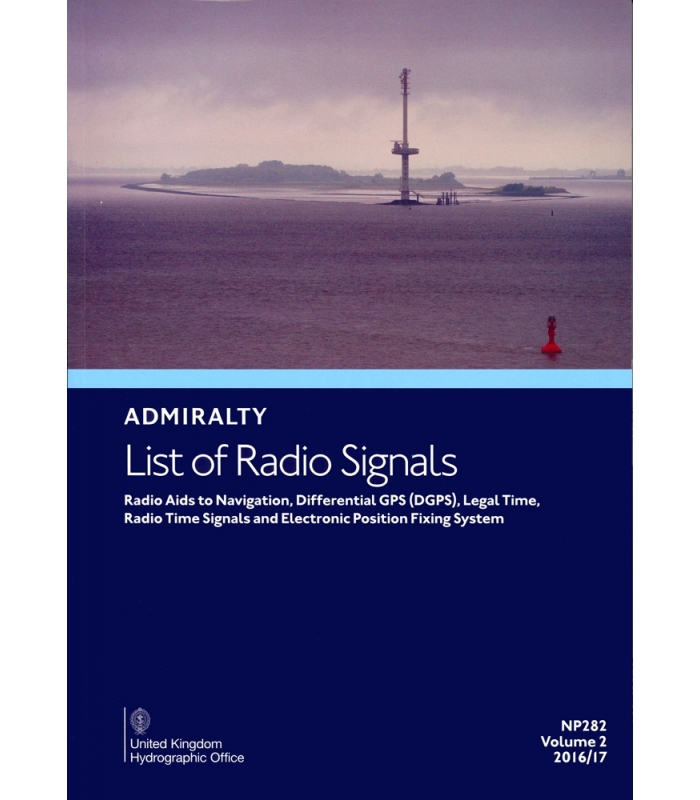 ADMIRALTY
List of Radio Signals
Radio Aids to Navigation, Differential GPS (DGPS), Legal Time,
Radio Time Signals and Electronic Position Fixing System
United Kingdom
Hydrographic Office
NP282
Volume 2
2016/17